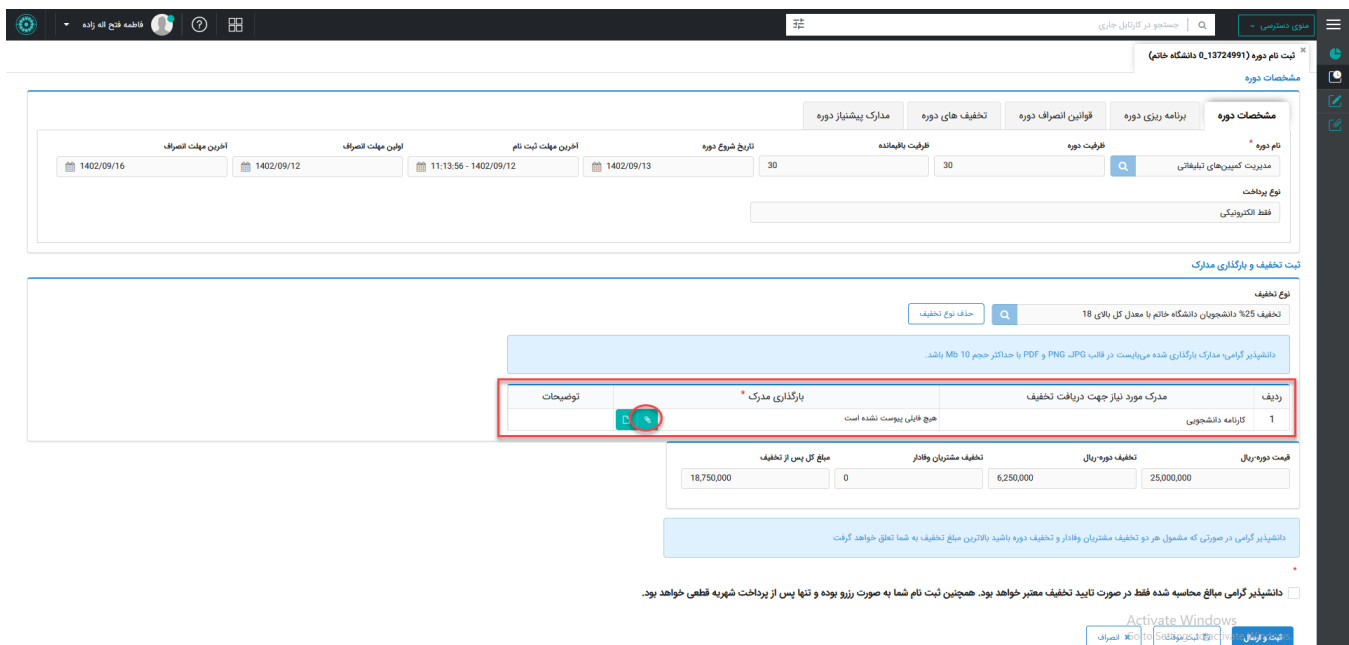 منوی دسترسی
جستجو در کارتابل جاری
فاطمه فتح اله زاده
ثبت نام دوره (13724991_0 دانشگاه خاتم)
مشخصات دوره
مشخصات دوره
برنامه ریزی دوره
قوانین انصراف دوره
تخفیف های دوره
مدارک پیشنیاز دوره
نام دوره *
ظرفیت دوره
ظرفیت باقیمانده
تاریخ شروع دوره
آخرین مهلت ثبت نام
اولین مهلت انصراف
آخرین مهلت انصراف
مدیریت کمپین‌های تبلیغاتی
30
30
1402/09/13
1402/09/12 - 11:13:56
1402/09/12
1402/09/16
نوع پرداخت
فقط الکترونیکی
ثبت تخفیف و بارگذاری مدارک
نوع تخفیف
تخفیف 25% دانشجویان دانشگاه خاتم با معدل کل بالای 18
حذف نوع تخفیف
دانشپذیر گرامی؛ مدارک بارگذاری شده می‌بایست در قالب PNG ،JPG و PDF با حداکثر حجم 10 Mb باشد.
ردیف
مدرک مورد نیاز جهت دریافت تخفیف
بارگذاری مدرک *
توضیحات
1
کارنامه دانشجویی
هیچ فایلی پیوست نشده است
قیمت دوره-ریال
تخفیف دوره-ریال
تخفیف مشتریان وفادار
مبلغ کل پس از تخفیف
25,000,000
6,250,000
0
18,750,000
دانشپذیر گرامی در صورتی که مشمول هر دو تخفیف مشتریان وفادار و تخفیف دوره باشید بالاترین مبلغ تخفیف به شما تعلق خواهد گرفت
*
دانشپذیر گرامی مبالغ محاسبه شده فقط در صورت تایید تخفیف معتبر خواهد بود. همچنین ثبت نام شما به صورت رزرو بوده و تنها پس از پرداخت شهریه قطعی خواهد بود.
Activate Windows
Go to Settings to activate Windows.
ثبت و ارسال
ثبت موقت
انصراف